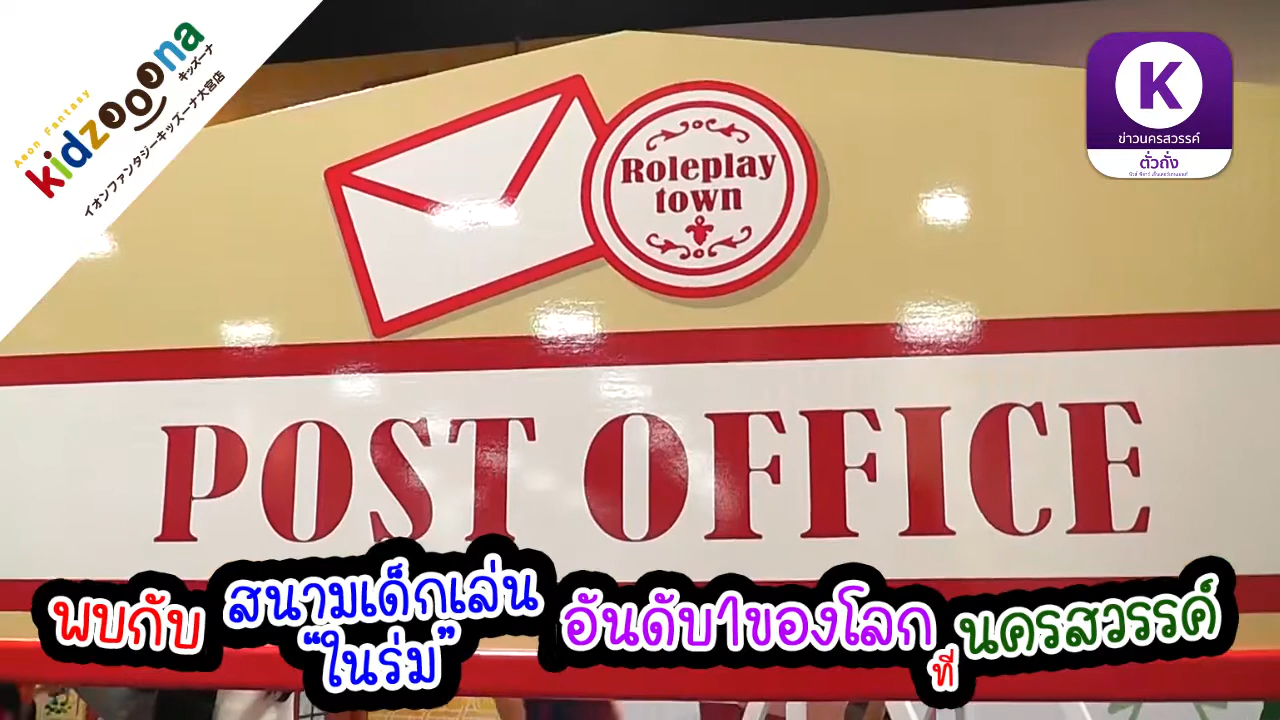 Aeon Fantasy
kidzooona
キッズーナ
イオンファンタジーキッズーナ大宮店
K
ข่าวนครสวรรค์
ทั่วถึง
Roleplay
town
POST OFFICE
พบกับ สนามเด็กเล่น
“ในร่ม”
อันดับ1ของโลก
ที่ นครสวรรค์